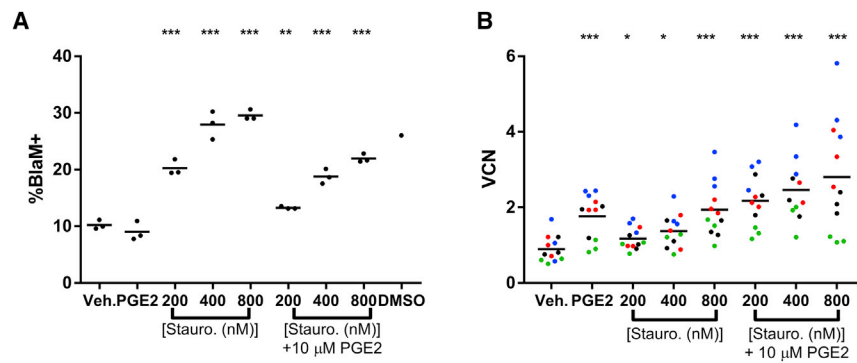 A
*** *** *** ** *** ***
%BlaM+
40
30
20
10
0
Veh. PGE2 200 400 800 200 400 800 DMSO
[Stauro. (nM)] [Stauro. (nM)]
+10 μM PGE2
B
*** * * *** *** *** ***
VCN
6
4
2
0
Veh. PGE2 200 400 800 200 400 800
[Stauro. (nM)] [Stauro. (nM)]
+ 10 μM PGE2